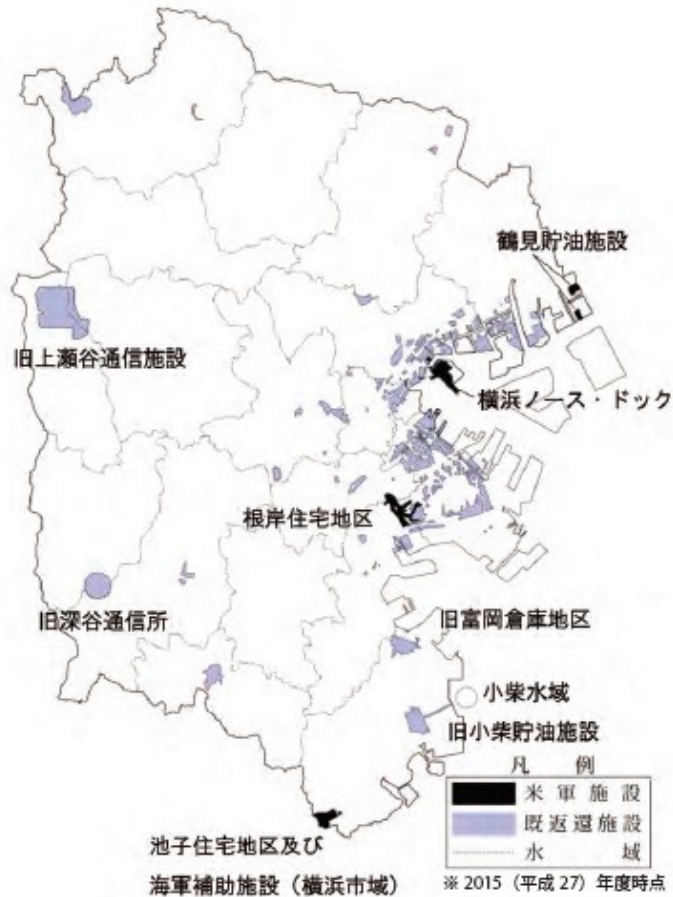 鶴見貯油施設
旧上瀬谷通信施設
横浜ノース・ドック
根岸住宅地区
旧深谷通信所
旧富岡倉庫地区
小柴水域
旧小柴貯油施設
凡例
米軍施設
既返還施設
水域
池子住宅地区及び
海軍補助施設（横浜市域）
※ 2015（平成 27）年度時点